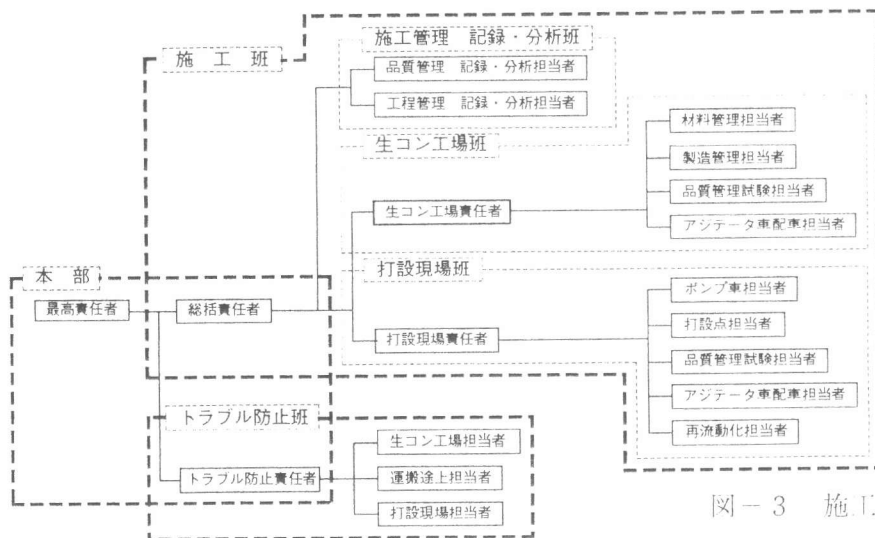 施工班
施工管理 記録・分析班
品質管理 記録・分析担当者
工程管理 記録・分析担当者
生コン工場班
材料管理担当者
製造管理担当者
品質管理試験担当者
アジテータ車配車担当者
生コン工場責任者
打設現場班
本部
最高責任者
総括責任者
打設現場責任者
ポンプ車担当者
打設点担当者
品質管理試験担当者
アジテータ車配車担当者
再流動化担当者
トラブル防止班
トラブル防止責任者
生コン工場担当者
運搬途上担当者
打設現場担当者
図－3 施工